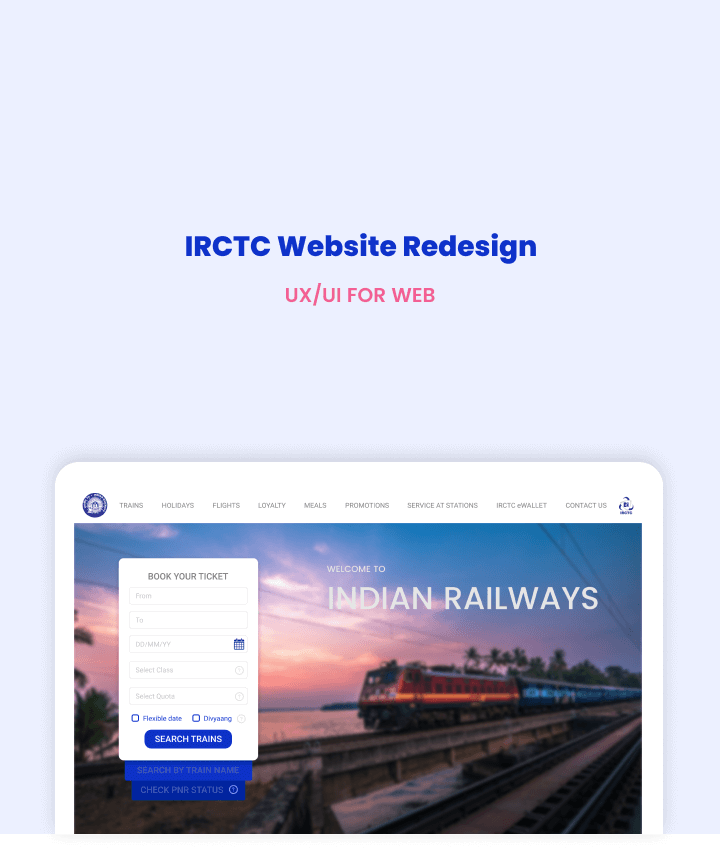 IRCTC Website Redesign
UX/UI FOR WEB
TRAINS HOLIDAYS FLIGHTS LOYALTY MEALS PROMOTIONS SERVICE AT STATIONS IRCTC eWALLET CONTACT US
IRCTC
WELCOME TO
INDIAN RAILWAYS
BOOK YOUR TICKET
From
To
DD/MM/YY
Select Class
Select Quota
Flexible date Divyaang
SEARCH TRAINS
SEARCH BY TRAIN NAME
CHECK PNR STATUS